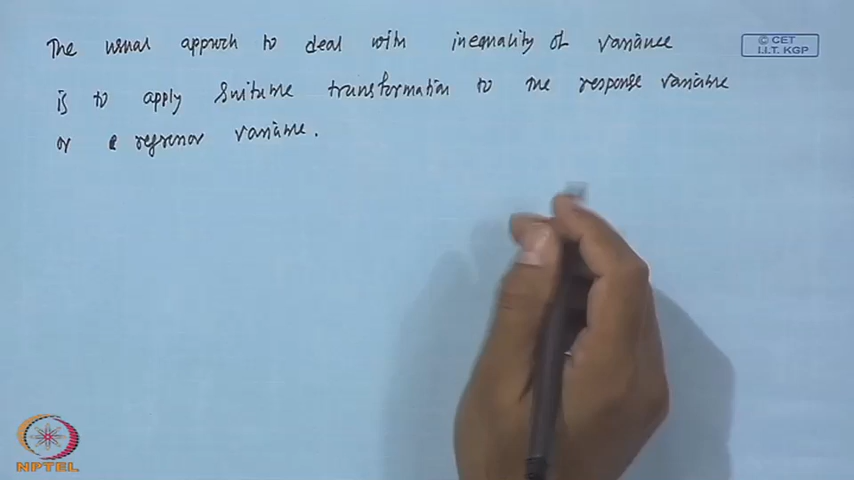 The usual approch to deal with inequality of variance
is to apply suitable transformation to the response variable
or regressor variable.
© CET
I.I.T. KGP
NPTEL